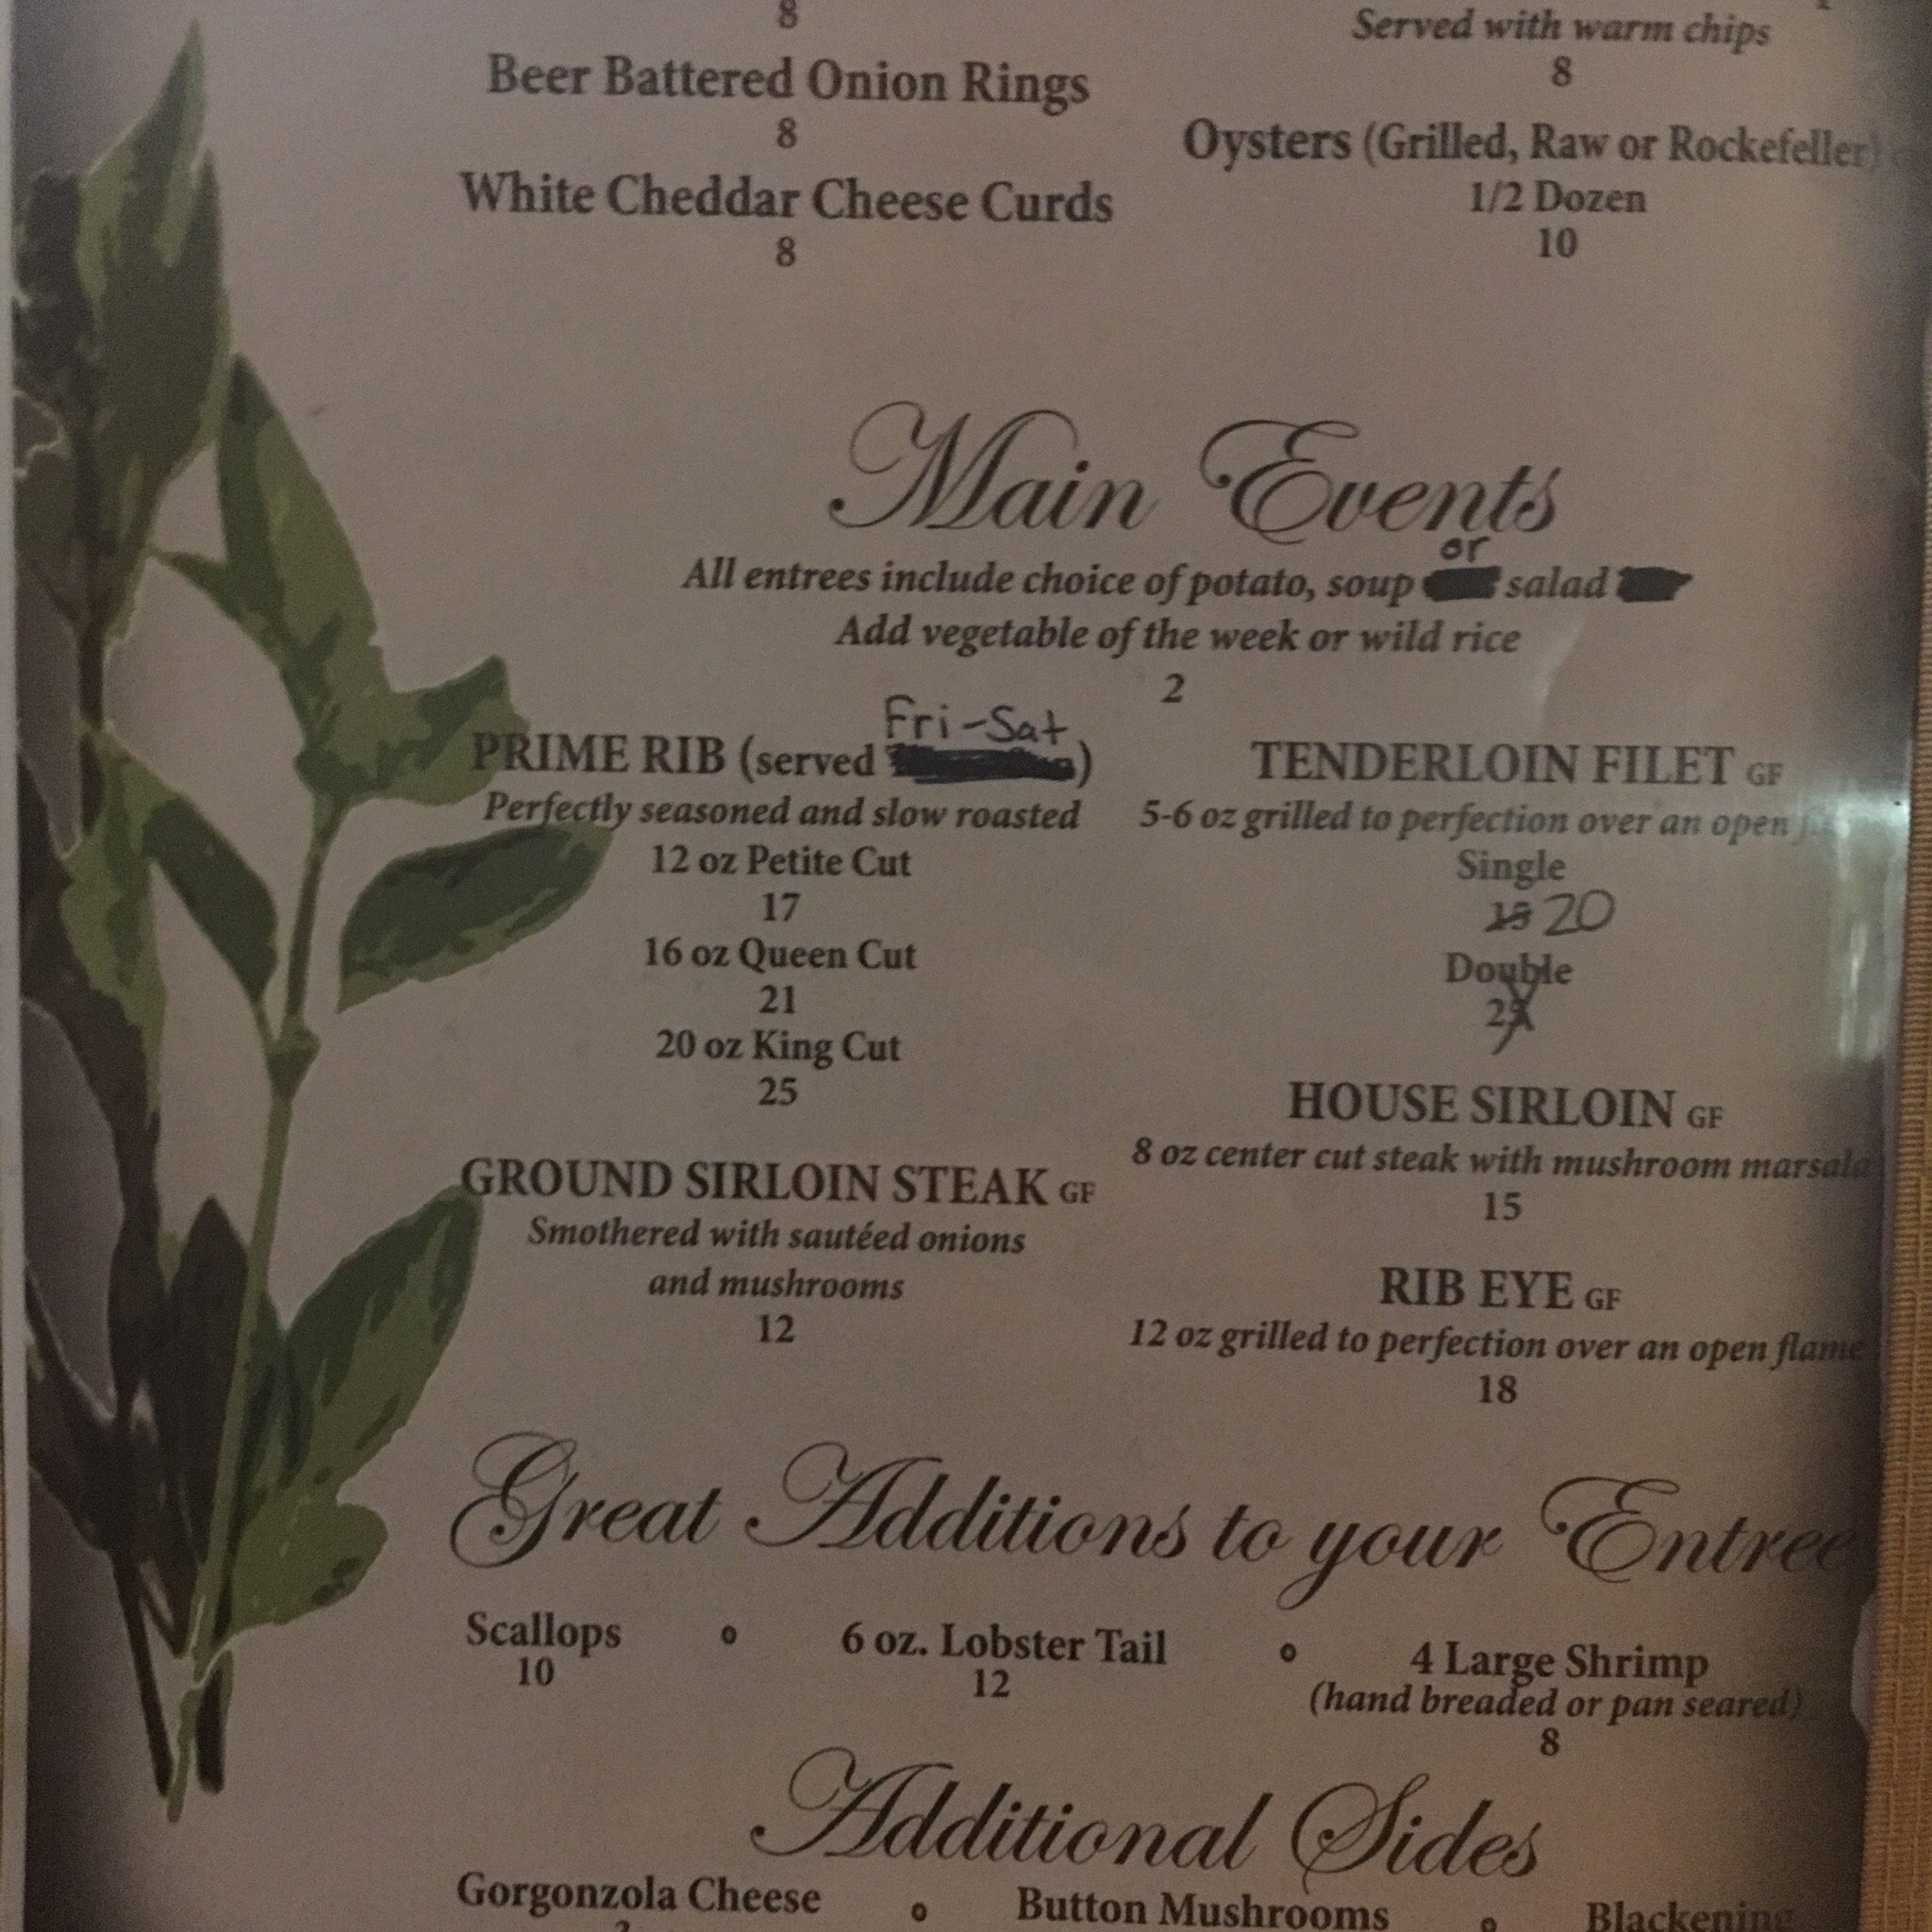 8
Beer Battered Onion Rings
8
White Cheddar Cheese Curds
8
Served with warm chips
8
Oysters (Grilled, Raw or Rockefeller)
1/2 Dozen
10
Main Events
or
All entrees include choice of potato, soup salad
Add vegetable of the week or wild rice
2
Fri-Sat
PRIME RIB (served )
Perfectly seasoned and slow roasted
12 oz Petite Cut
17
16 oz Queen Cut
21
20 oz King Cut
25
GROUND SIRLOIN STEAK GF
Smothered with sautéed onions
and mushrooms
12
TENDERLOIN FILET GF
5-6 oz grilled to perfection over an open
Single
20
Double
HOUSE SIRLOIN GF
8 oz center cut steak with mushroom marsala
15
RIB EYE GF
12 oz grilled to perfection over an open flame
18
Great Additions to your Entree
Scallops
10
6 oz. Lobster Tail
12
4 Large Shrimp
(hand breaded or pan seared)
8
Additional Sides
Gorgonzola Cheese
Button Mushrooms
Blackening